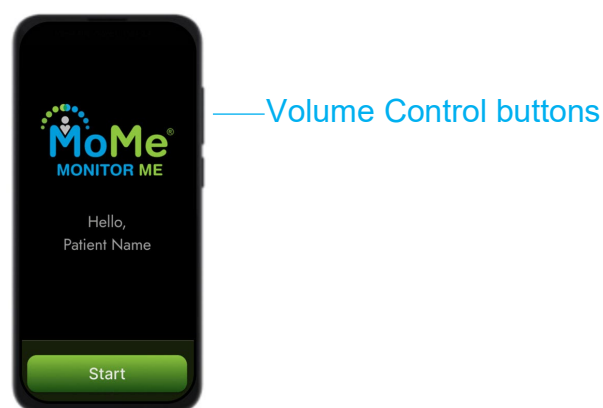 Volume Control buttons
MoMe®
MONITOR ME
Hello,
Patient Name
Start